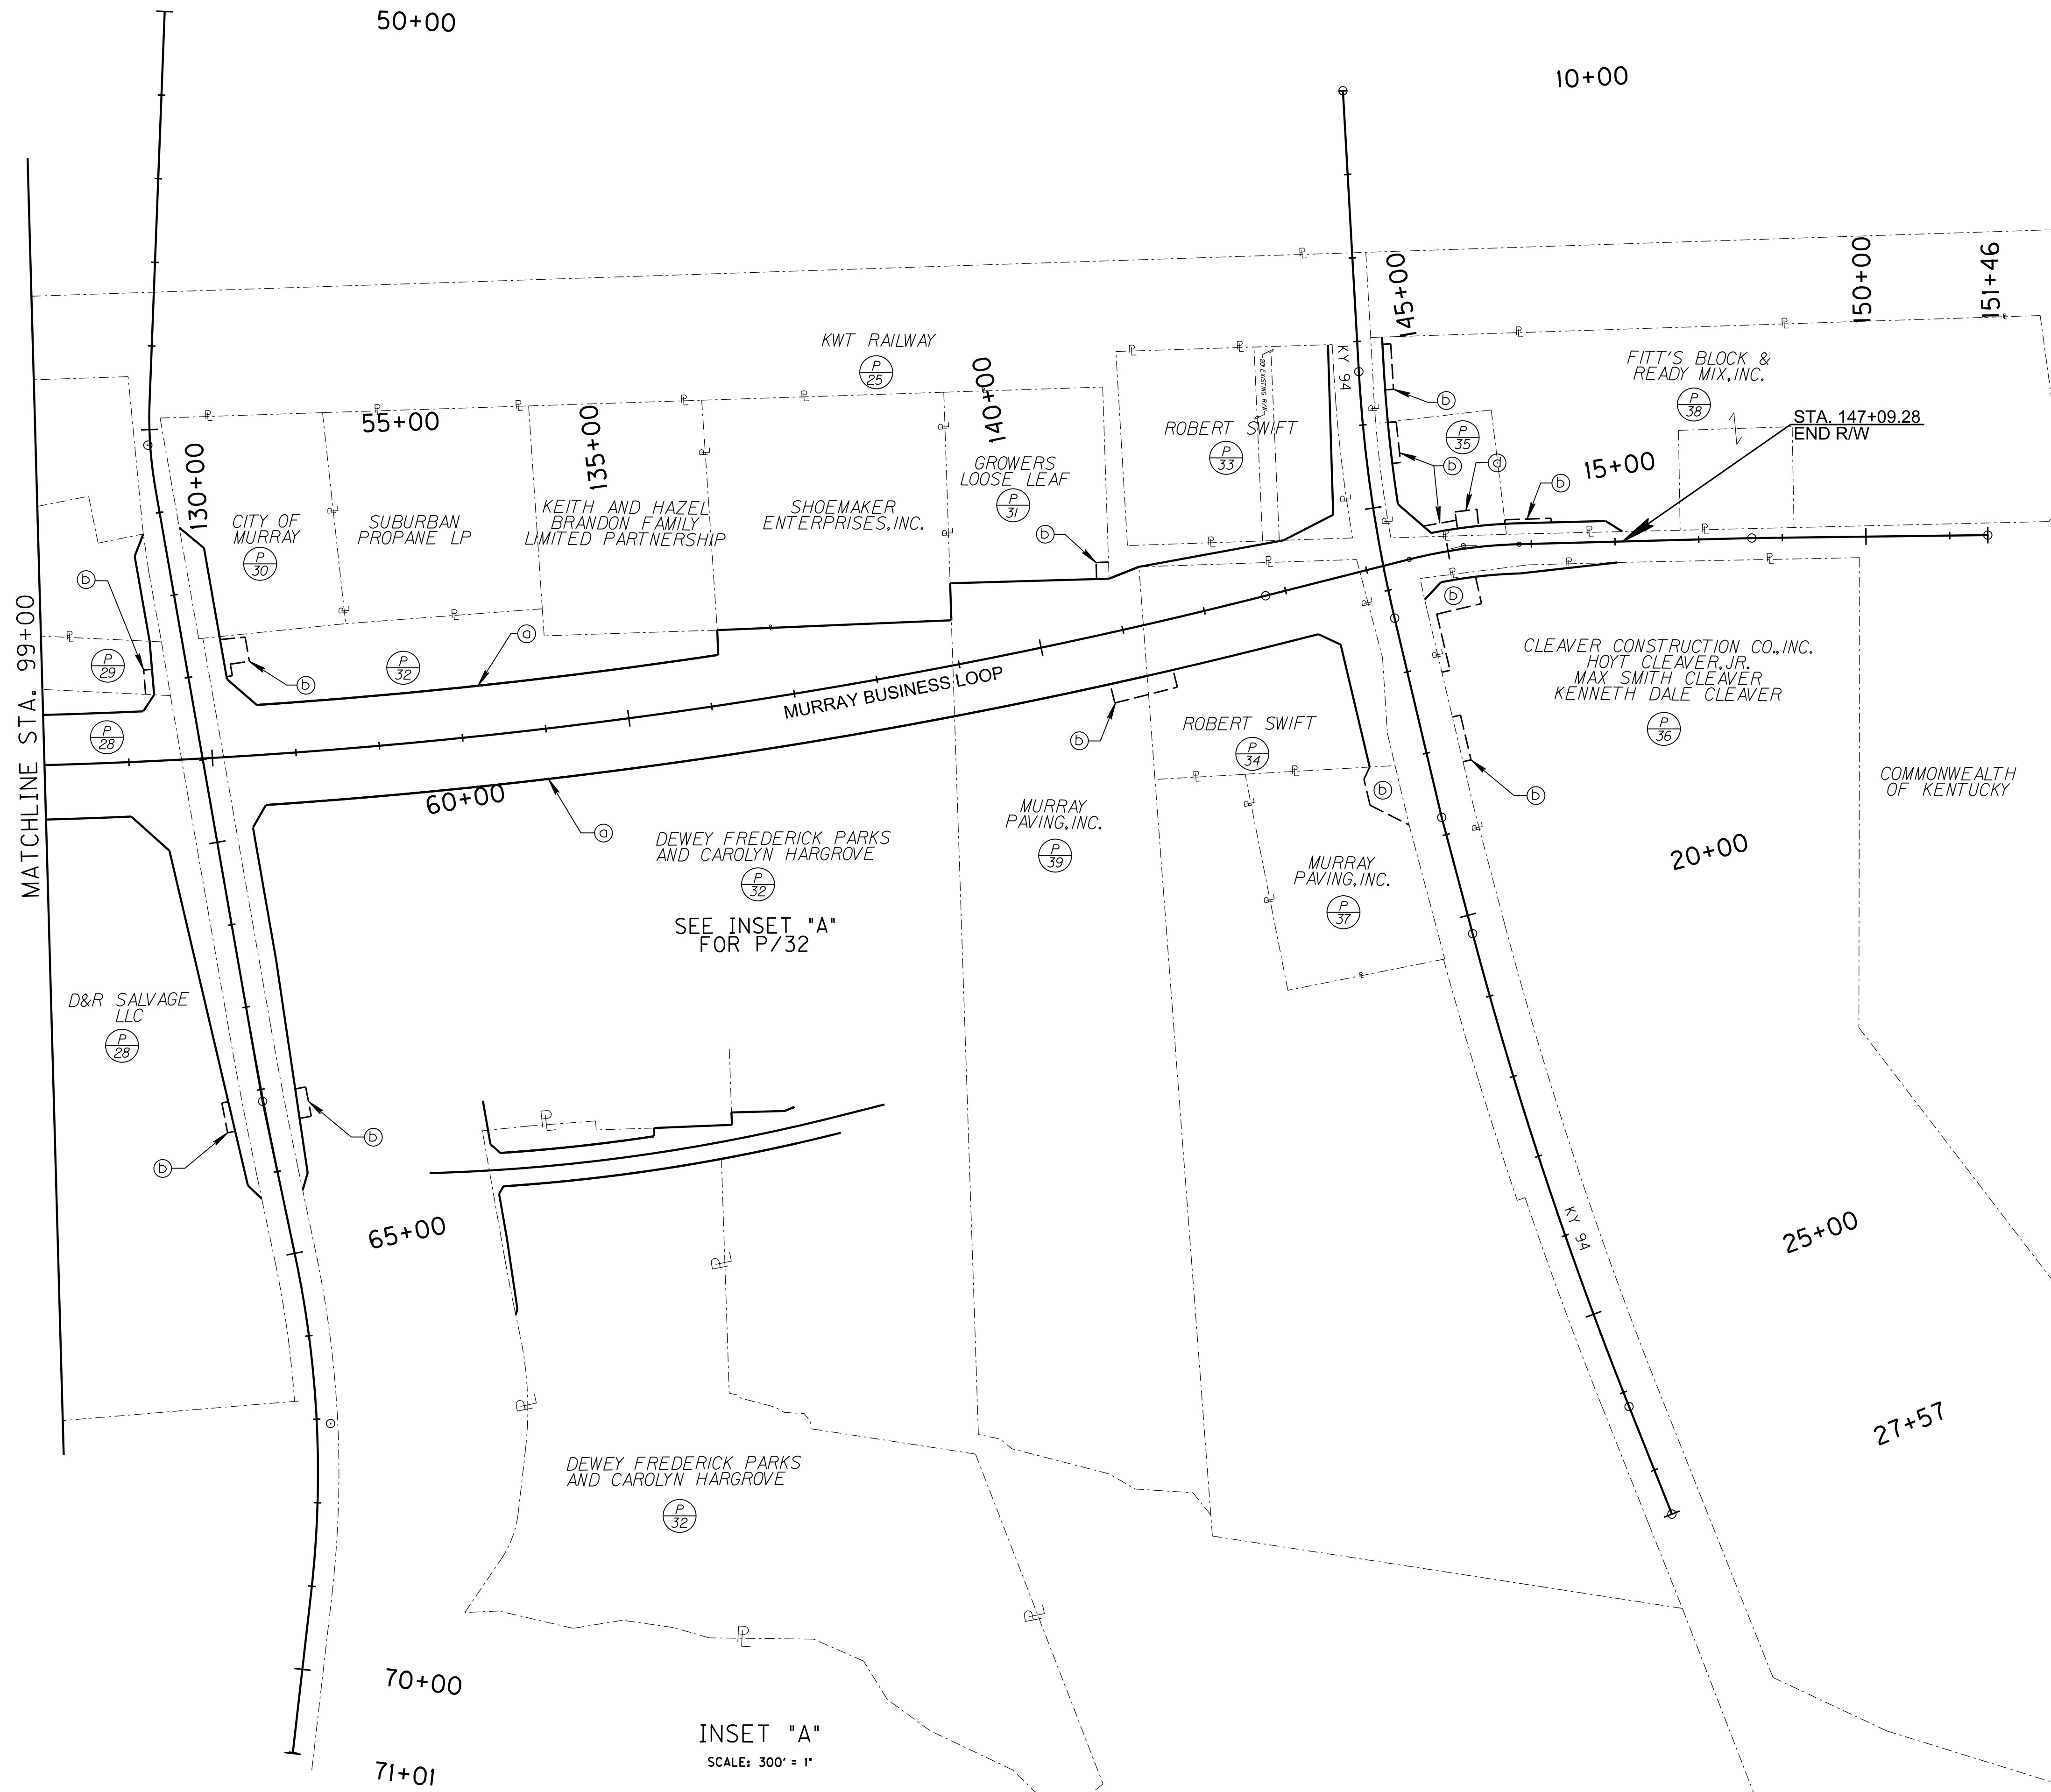 50+00
10+00
145+00
150+00
151+46
KWT RAILWAY
P
25
KY 94
20' EXISTING R/W
FITT'S BLOCK &
READY MIX, INC.
P
38
STA. 147+09.28
END R/W
55+00
135+00
140+00
ROBERT SWIFT
P
33
b
P
35
b
a
b
15+00
130+00
GROWERS
LOOSE LEAF
P
31
CITY OF
MURRAY
P
30
SUBURBAN
PROPANE LP
KEITH AND HAZEL
BRANDON FAMILY
LIMITED PARTNERSHIP
SHOEMAKER
ENTERPRISES, INC.
b
b
b
MATCHLINE STA. 99+00
P
29
P
32
a
b
P
28
MURRAY BUSINESS LOOP
CLEAVER CONSTRUCTION CO., INC.
HOYT CLEAVER, JR.
MAX SMITH CLEAVER
KENNETH DALE CLEAVER
P
36
b
ROBERT SWIFT
P
34
b
b
COMMONWEALTH
OF KENTUCKY
60+00
a
DEWEY FREDERICK PARKS
AND CAROLYN HARGROVE
P
32
SEE INSET "A"
FOR P/32
MURRAY
PAVING, INC.
P
39
MURRAY
PAVING, INC.
P
37
20+00
D&R SALVAGE
LLC
P
28
b
b
65+00
KY 94
25+00
27+57
DEWEY FREDERICK PARKS
AND CAROLYN HARGROVE
P
32
70+00
INSET "A"
SCALE: 300' = 1"
71+01